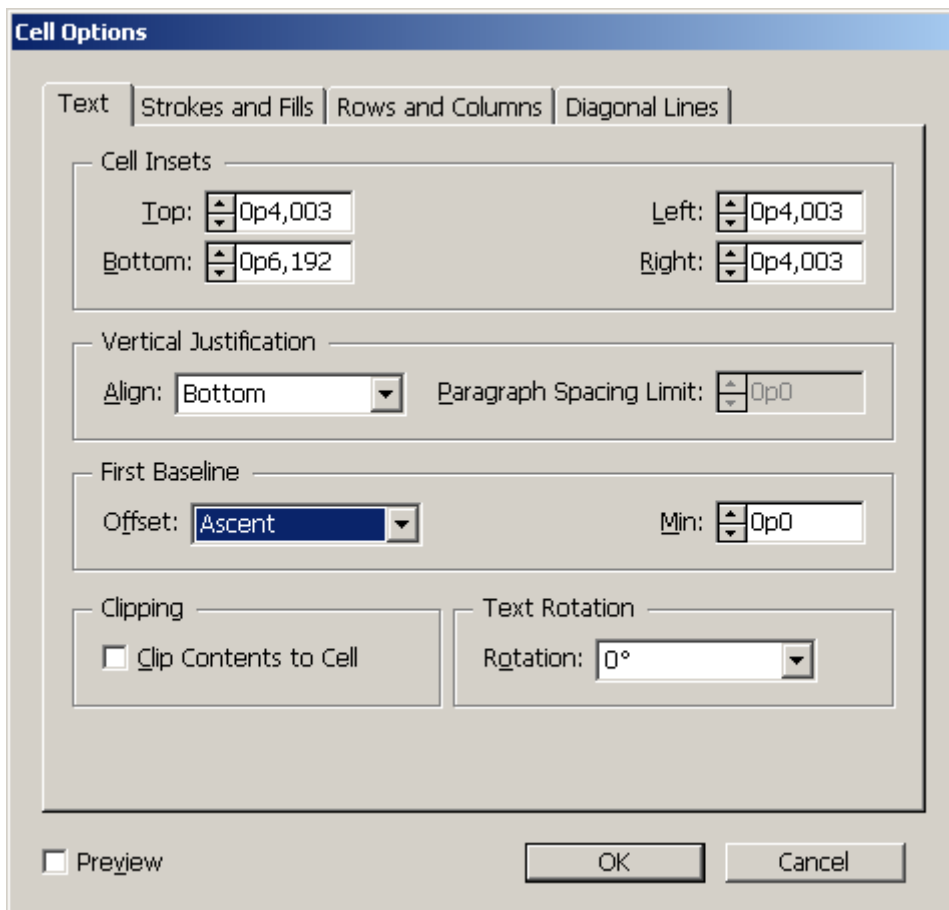 Cell Options
Text Strokes and Fills Rows and Columns Diagonal Lines
Cell Insets
Top: 0p4,003 Left: 0p4,003
Bottom: 0p6,192 Right: 0p4,003
Vertical Justification
Align: Bottom Paragraph Spacing Limit: 0p0
First Baseline
Offset: Ascent Min: 0p0
Clipping Text Rotation
Clip Contents to Cell Rotation: 0°
Preview OK Cancel